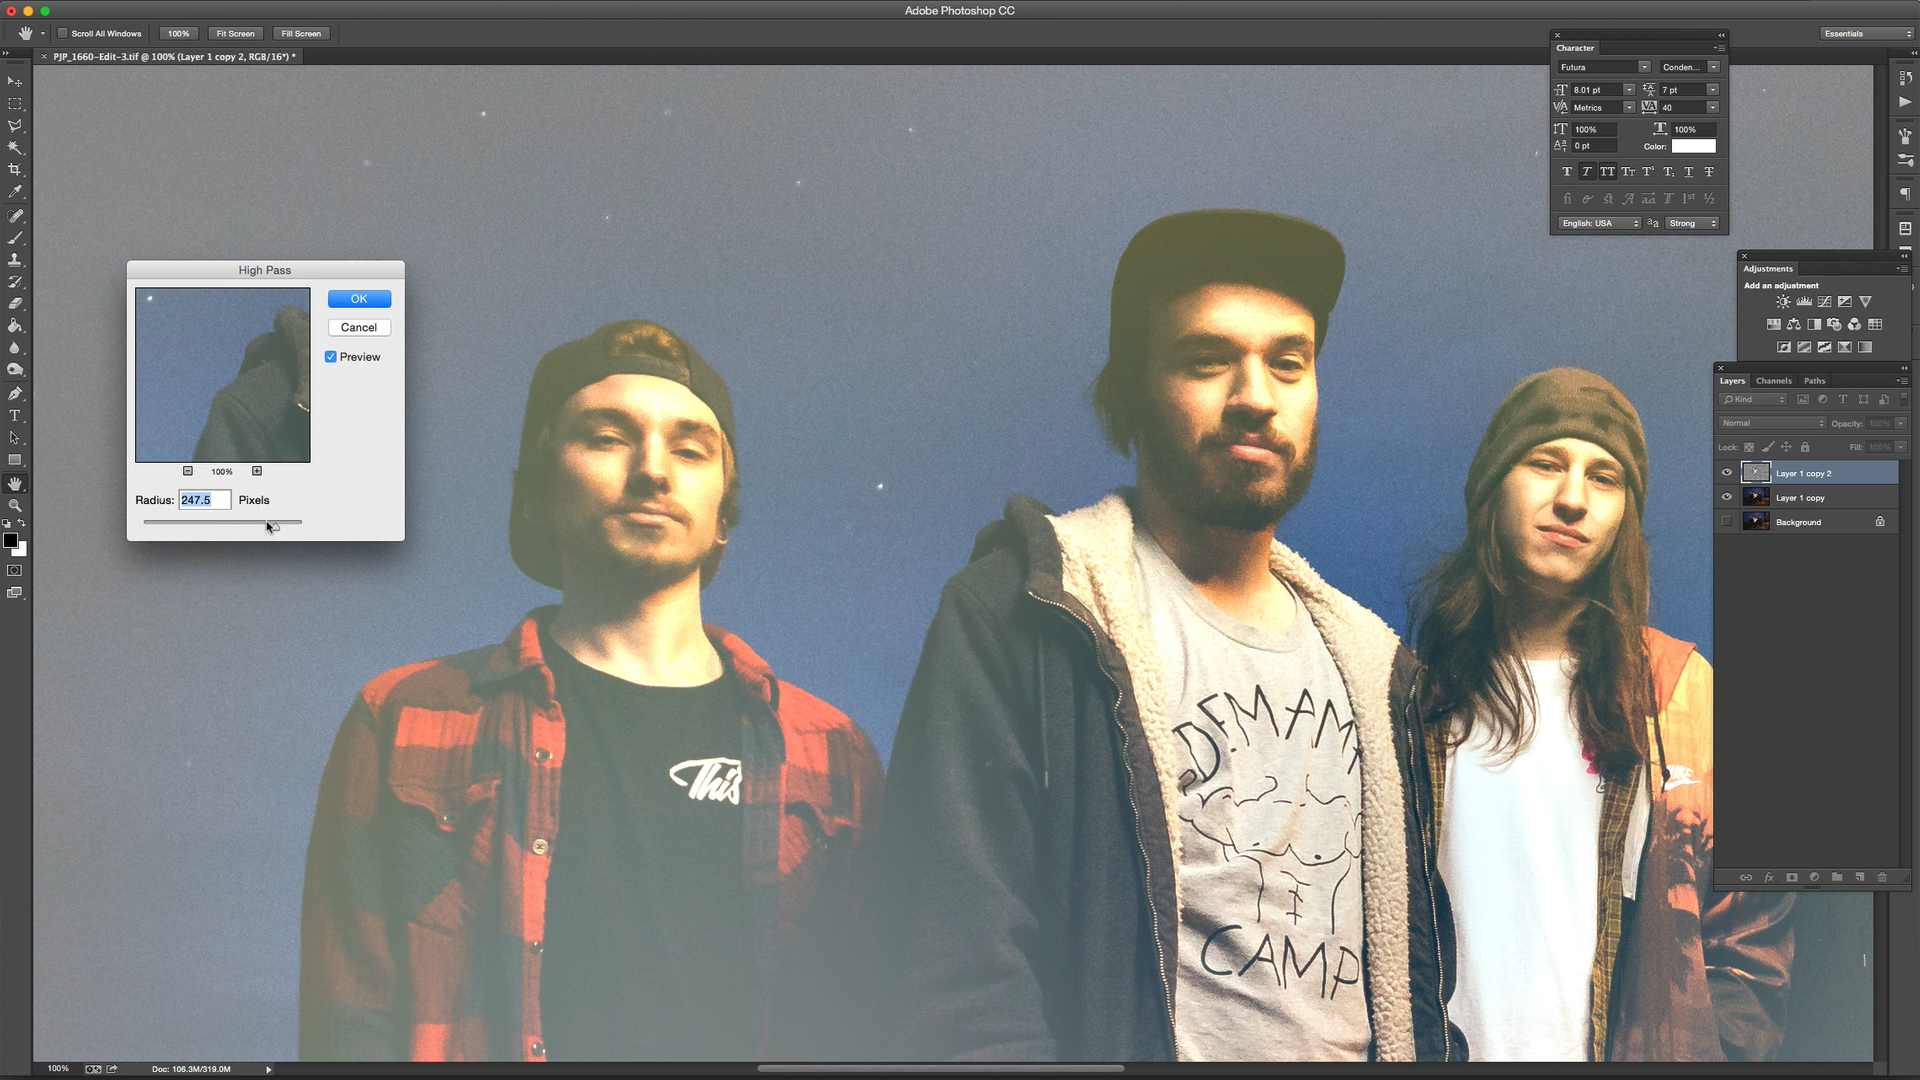 Adobe Photoshop CC
Scroll All Windows
100%
Fit Screen
Fill Screen
Essentials
PJP_1660-Edit-3.tif @ 100% (Layer 1 copy 2, RGB/16*) *
Character
Futura
Conden...
8.01 pt
7 pt
Metrics
40
100%
100%
0 pt
Color:
English: USA
Strong
High Pass
OK
Cancel
Preview
100%
Radius: 247.5 Pixels
Adjustments
Add an adjustment
Layers
Channels
Paths
Kind
Normal
Opacity: 100%
Lock:
Fill: 100%
Layer 1 copy 2
Layer 1 copy
Background
This
CAMP
100%
Doc: 106.3M/319.0M